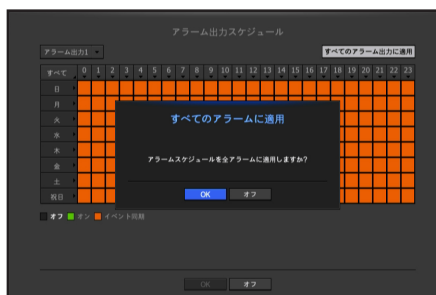 アラーム出力スケジュール
アラーム出力1
すべてのアラーム出力に適用
すべて 0 1 2 3 4 5 6 7 8 9 10 11 12 13 14 15 16 17 18 19 20 21 22 23
日
月
火
水
木
金
土
祝日
すべてのアラームに適用
アラームスケジュールを全アラームに適用しますか?
OK オフ
オフ オン イベント同期
OK オフ